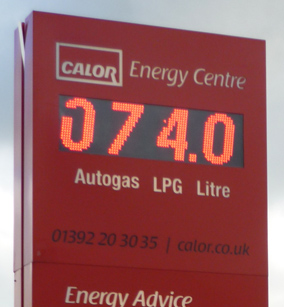 CALOR Energy Centre
074.0
Autogas LPG Litre
01392 20 30 35 | calor.co.uk
Energy Advice